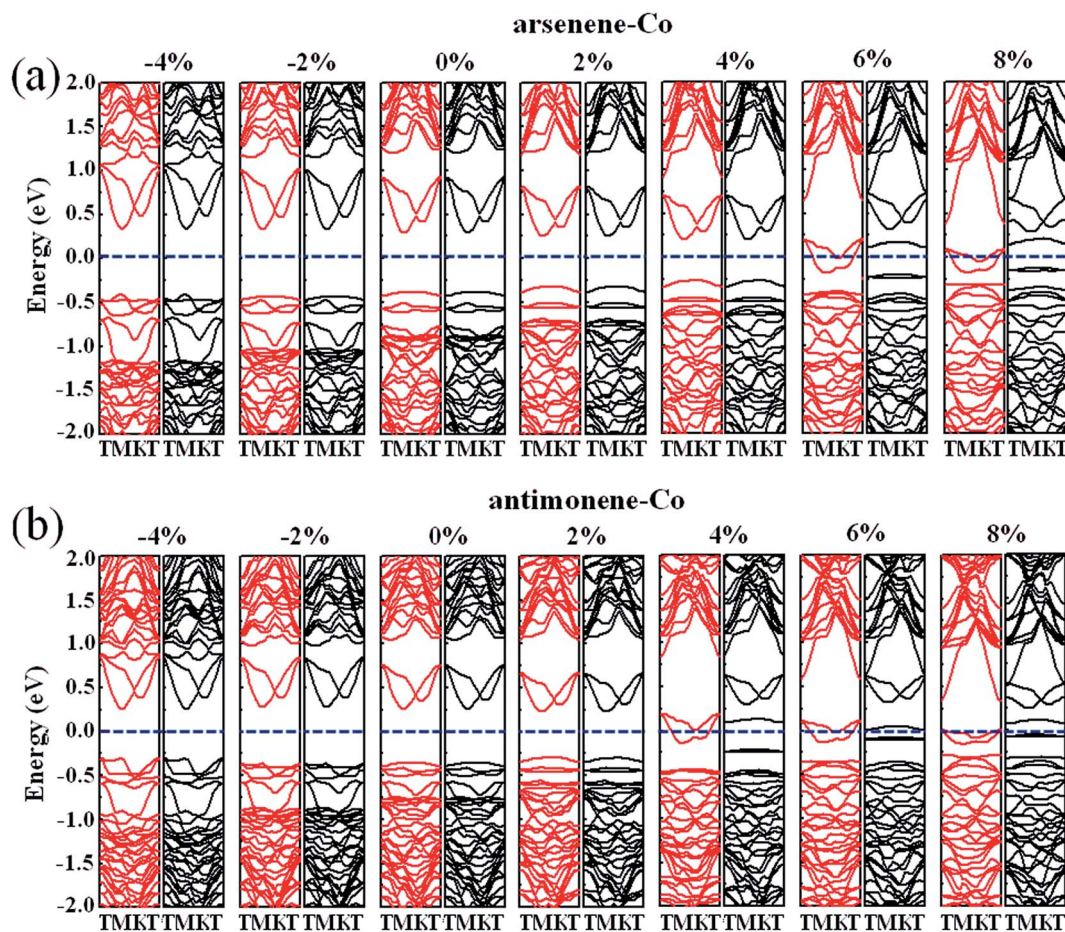 arsenene-Co
(a)
-4% -2% 0% 2% 4% 6% 8%
2.0
1.5
1.0
0.5
0.0
-0.5
-1.0
-1.5
-2.0
Energy (eV)
TMKT TMKT TMKT TMKT TMKT TMKT TMKT TMKT TMKT TMKT TMKT TMKT TMKT TMKT
antimonene-Co
(b)
-4% -2% 0% 2% 4% 6% 8%
2.0
1.5
1.0
0.5
0.0
-0.5
-1.0
-1.5
-2.0
Energy (eV)
TMKT TMKT TMKT TMKT TMKT TMKT TMKT TMKT TMKT TMKT TMKT TMKT TMKT TMKT